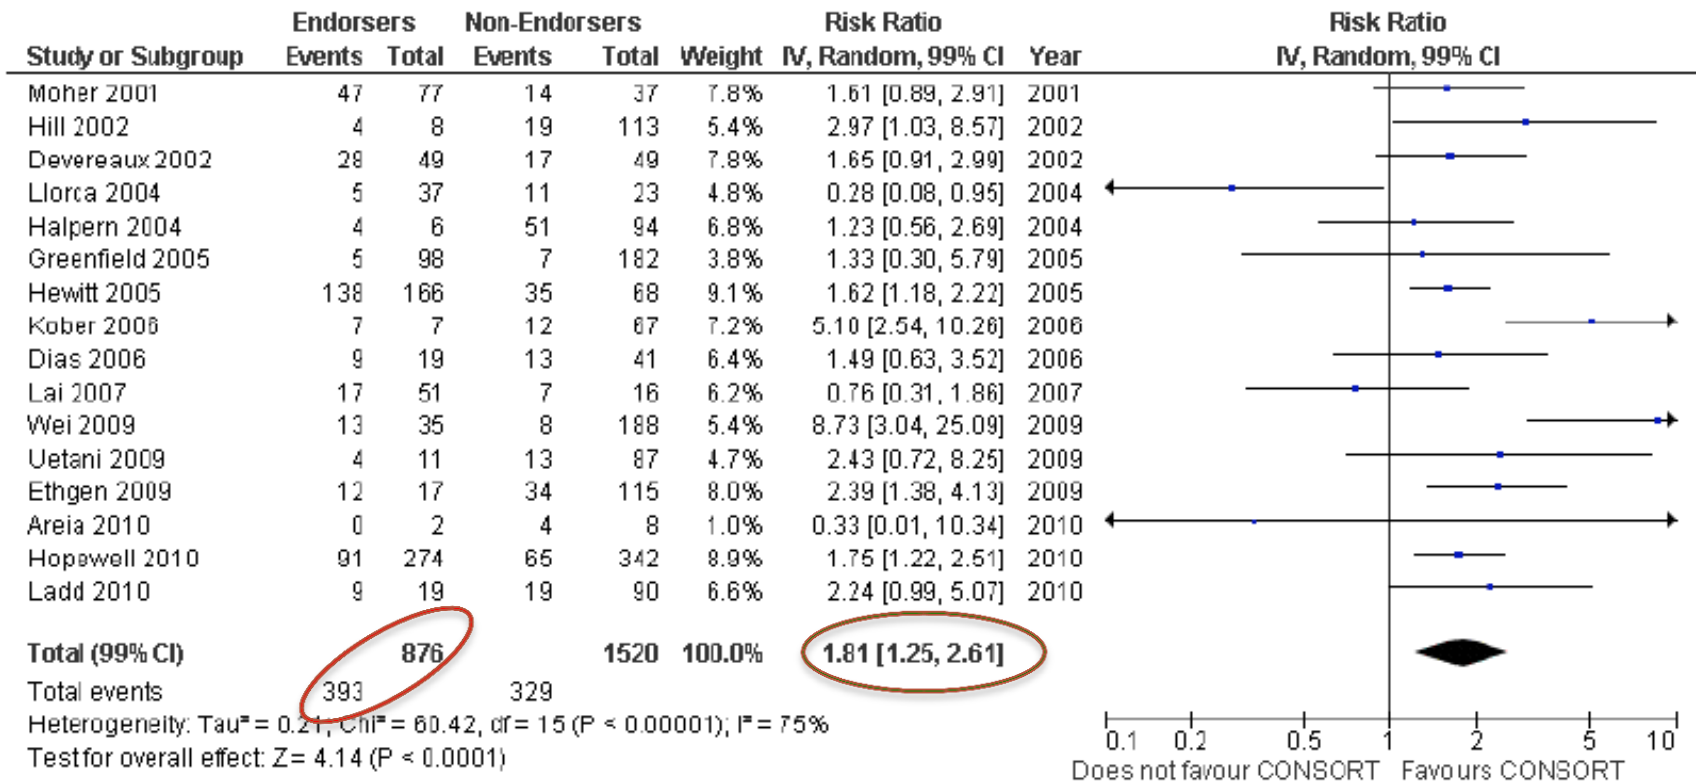 Endorsers Non-Endorsers Risk Ratio Risk Ratio
Study or Subgroup Events Total Events Total Weight IV, Random, 99% CI Year IV, Random, 99% CI
Moher 2001 47 77 14 37 7.8% 1.61 [0.89, 2.91] 2001
Hill 2002 4 8 19 113 5.4% 2.97 [1.03, 8.57] 2002
Devereaux 2002 28 49 17 49 7.8% 1.65 [0.91, 2.99] 2002
Llorca 2004 5 37 11 23 4.8% 0.28 [0.08, 0.95] 2004
Halpern 2004 4 6 51 94 6.8% 1.23 [0.56, 2.69] 2004
Greenfield 2005 5 98 7 182 3.8% 1.33 [0.30, 5.79] 2005
Hewitt 2005 138 166 35 68 9.1% 1.62 [1.18, 2.22] 2005
Kober 2006 7 7 12 67 7.2% 5.10 [2.54, 10.26] 2006
Dias 2006 9 19 13 41 6.4% 1.49 [0.63, 3.52] 2006
Lai 2007 17 51 7 16 6.2% 0.76 [0.31, 1.86] 2007
Wei 2009 13 35 8 188 5.4% 8.73 [3.04, 25.09] 2009
Uetani 2009 4 11 13 87 4.7% 2.43 [0.72, 8.25] 2009
Ethgen 2009 12 17 34 115 8.0% 2.39 [1.38, 4.13] 2009
Areia 2010 0 2 4 8 1.0% 0.33 [0.01, 10.34] 2010
Hopewell 2010 91 274 65 342 8.9% 1.75 [1.22, 2.51] 2010
Ladd 2010 9 19 19 90 6.6% 2.24 [0.99, 5.07] 2010
Total (99% CI) 876 1520 100.0% 1.81 [1.25, 2.61]
Total events 393 329
Heterogeneity: Tau² = 0.21; Chi² = 60.42, df = 15 (P < 0.00001); I² = 75%
Test for overall effect: Z = 4.14 (P < 0.0001)
0.1 0.2 0.5 1 2 5 10
Does not favour CONSORT Favours CONSORT